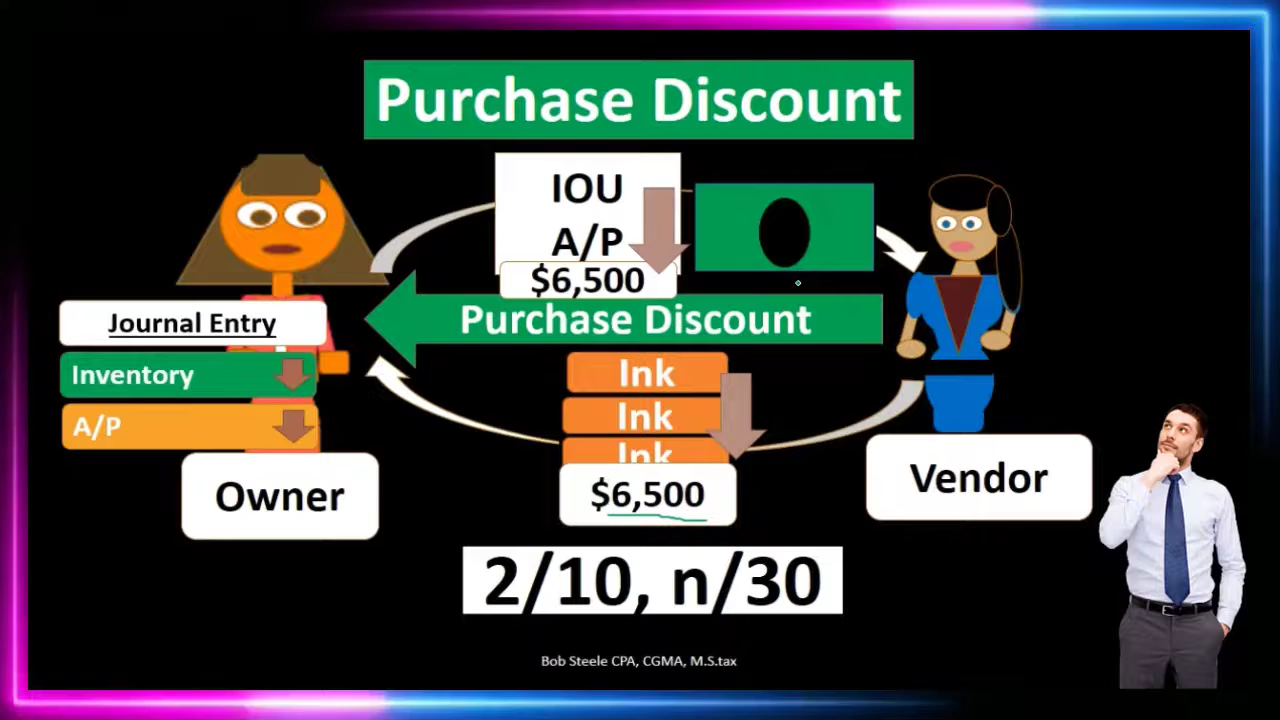 Purchase Discount
IOU
A/P
$6,500
Purchase Discount
Journal Entry
Inventory
A/P
Ink
Ink
Ink
$6,500
Owner
Vendor
2/10, n/30
Bob Steele CPA, CGMA, M.S.tax